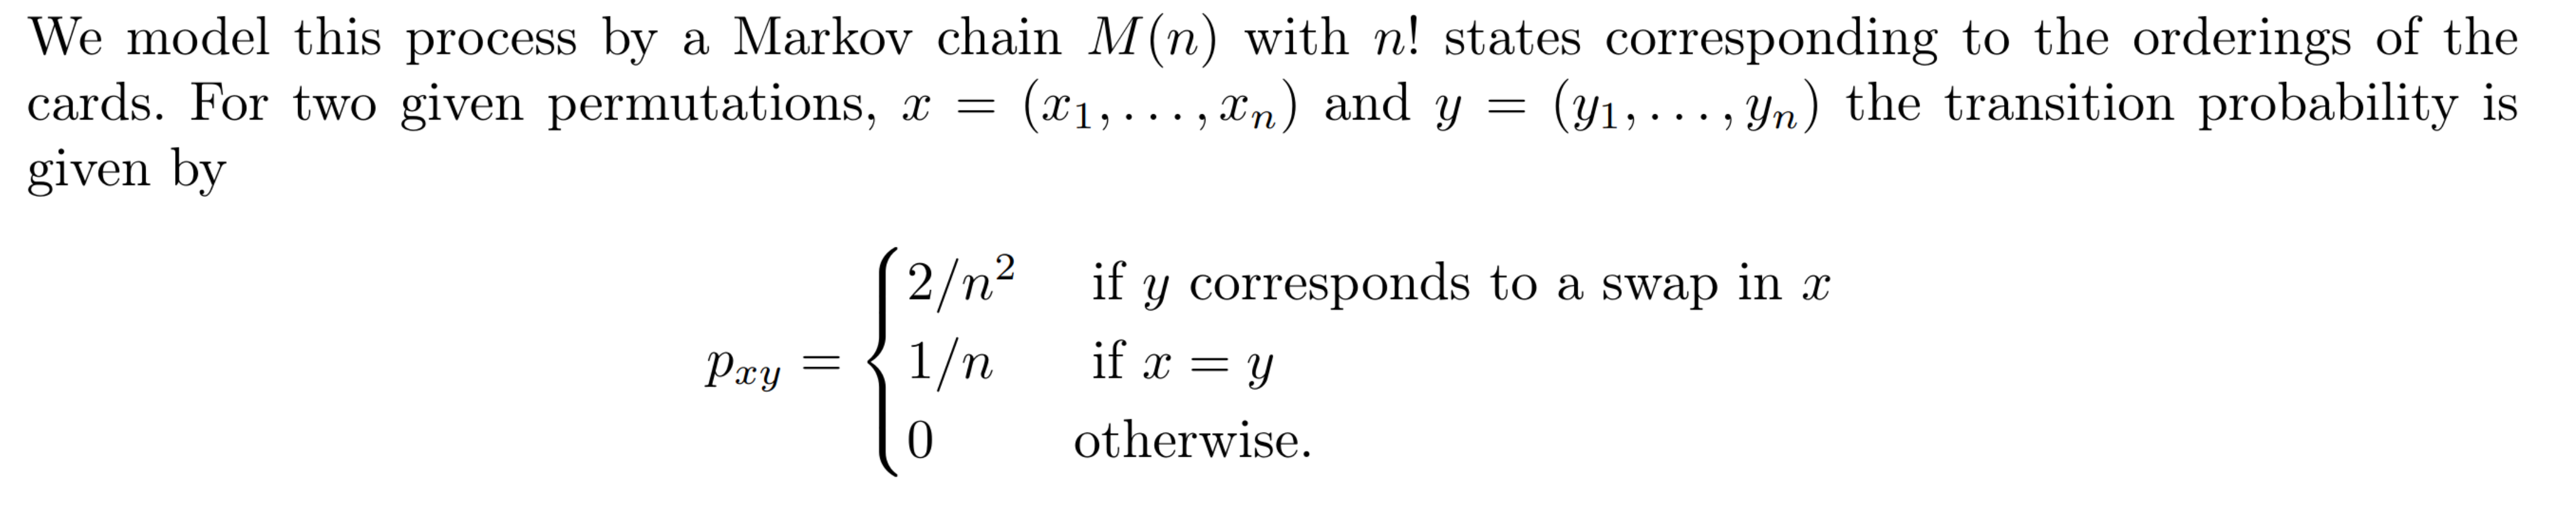 We model this process by a Markov chain M(n) with n! states corresponding to the orderings of the
cards. For two given permutations, x = (x₁, . . . , xₙ) and y = (y₁, . . . , yₙ) the transition probability is
given by
2/n² if y corresponds to a swap in x
p_{xy} = { 1/n if x = y
0 otherwise.